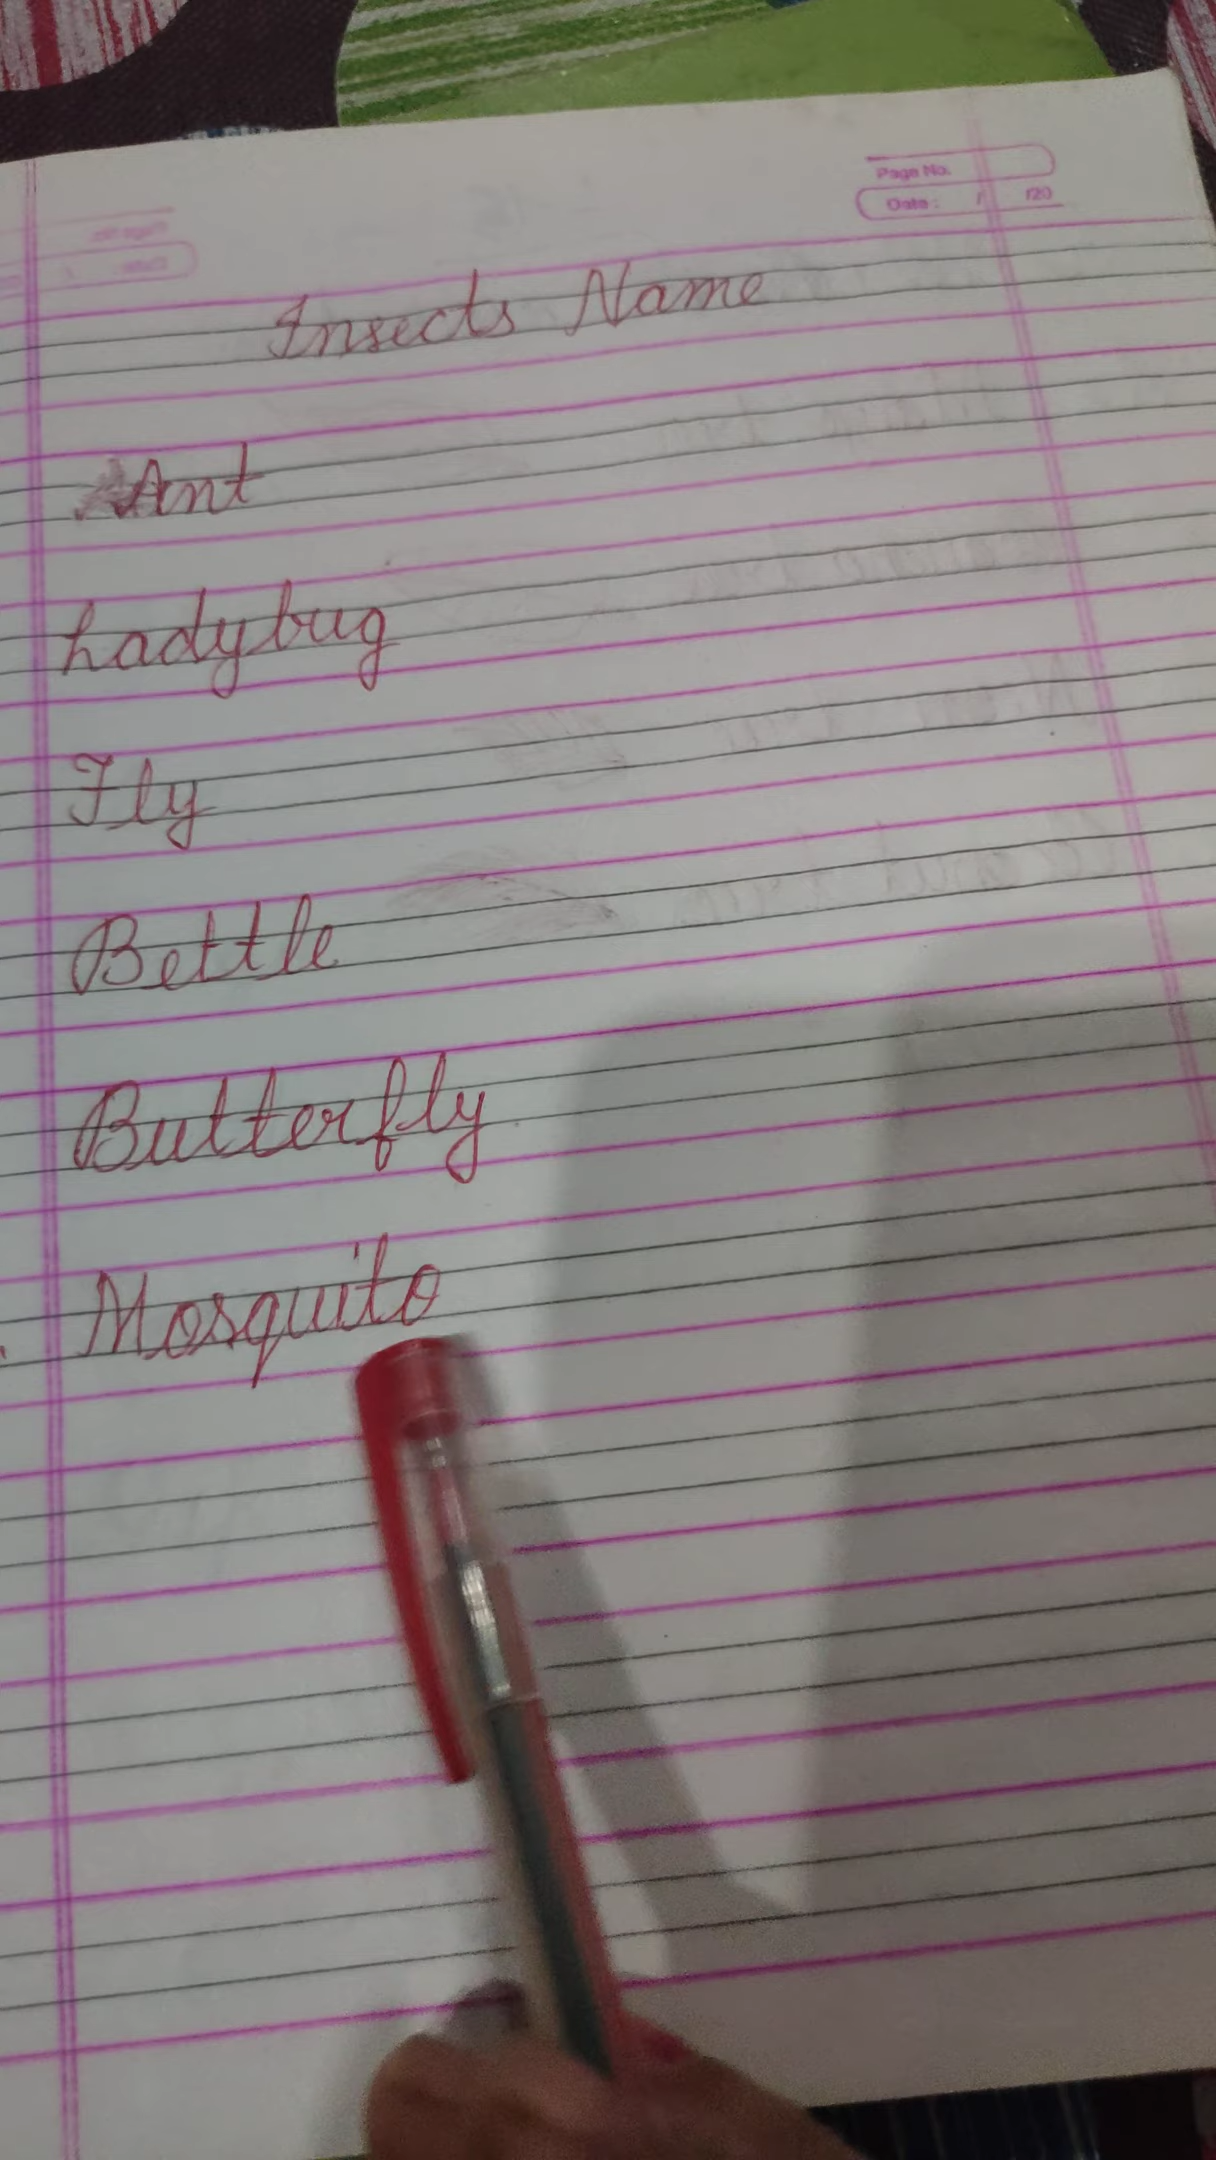 Page No.
Date : / /20
Insects Name
Ant
Ladybug
Fly
Bettle
Butterfly
Mosquito